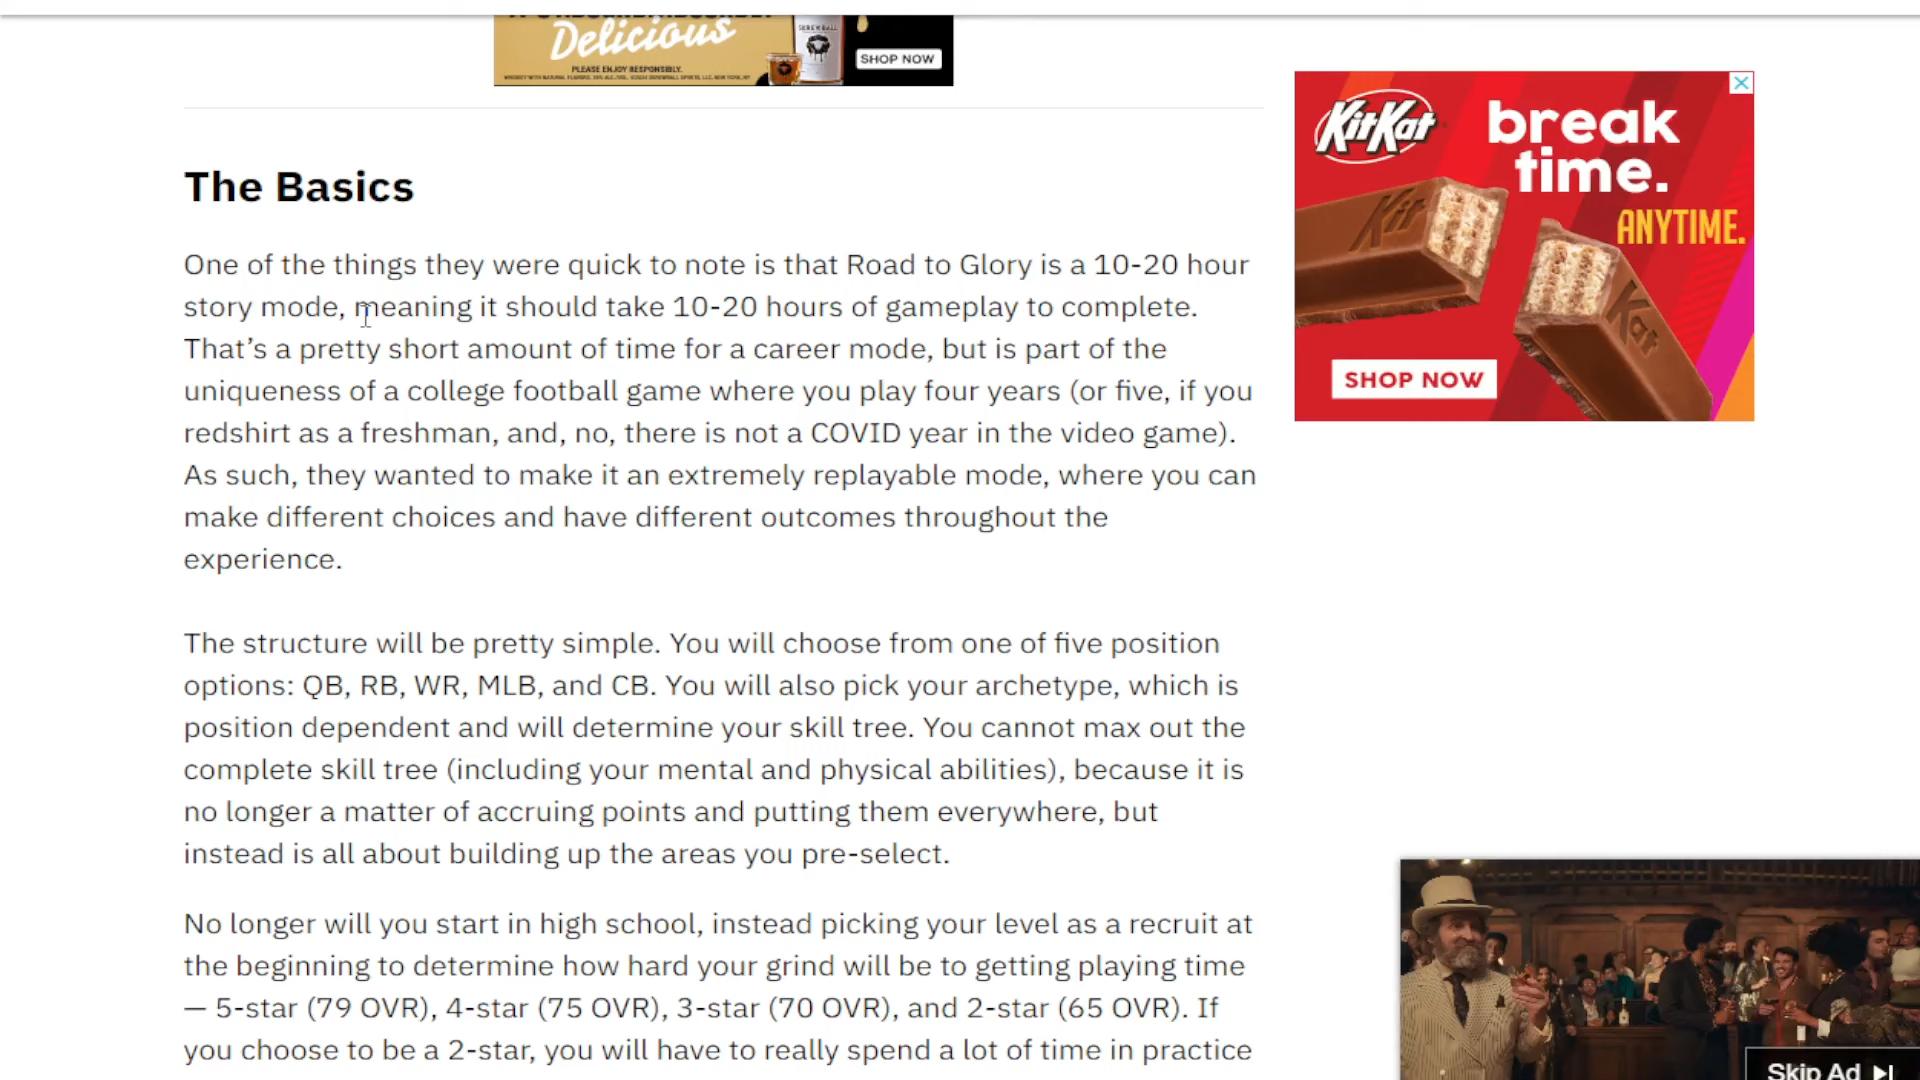 Delicious
SKREWBALL
PLEASE ENJOY RESPONSIBLY.
SHOP NOW
KitKat
break
time.
ANYTIME.
Kit
Kat
SHOP NOW
The Basics
One of the things they were quick to note is that Road to Glory is a 10-20 hour
story mode, meaning it should take 10-20 hours of gameplay to complete.
That’s a pretty short amount of time for a career mode, but is part of the
uniqueness of a college football game where you play four years (or five, if you
redshirt as a freshman, and, no, there is not a COVID year in the video game).
As such, they wanted to make it an extremely replayable mode, where you can
make different choices and have different outcomes throughout the
experience.
The structure will be pretty simple. You will choose from one of five position
options: QB, RB, WR, MLB, and CB. You will also pick your archetype, which is
position dependent and will determine your skill tree. You cannot max out the
complete skill tree (including your mental and physical abilities), because it is
no longer a matter of accruing points and putting them everywhere, but
instead is all about building up the areas you pre-select.
No longer will you start in high school, instead picking your level as a recruit at
the beginning to determine how hard your grind will be to getting playing time
— 5-star (79 OVR), 4-star (75 OVR), 3-star (70 OVR), and 2-star (65 OVR). If
you choose to be a 2-star, you will have to really spend a lot of time in practice
Skip Ad